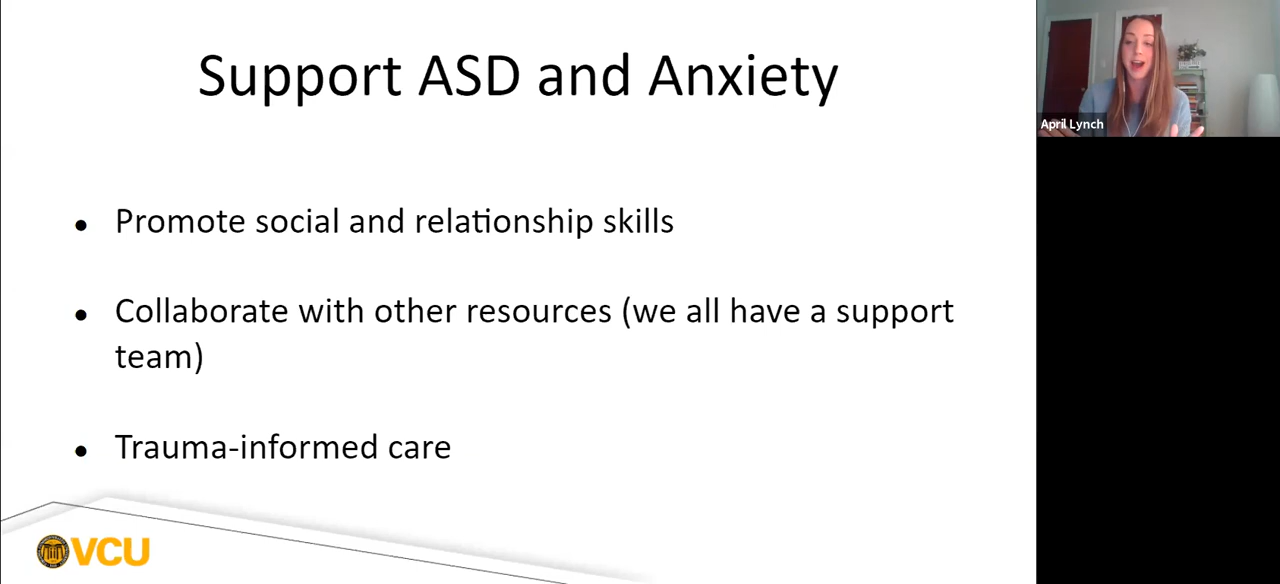 Support ASD and Anxiety
April Lynch
• Promote social and relationship skills
• Collaborate with other resources (we all have a support
team)
• Trauma-informed care
VCU